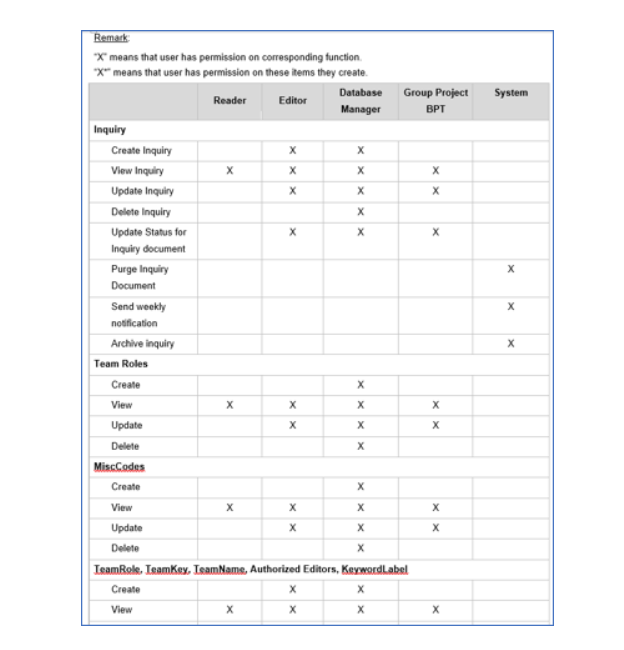 Remark:
"X" means that user has permission on corresponding function.
"X*" means that user has permission on these items they create.
Reader Editor Database Manager Group Project BPT System
Inquiry
Create Inquiry X X
View Inquiry X X X X
Update Inquiry X X X
Delete Inquiry X
Update Status for Inquiry document X X X
Purge Inquiry Document X
Send weekly notification X
Archive inquiry X
Team Roles
Create X
View X X X X
Update X X X
Delete X
MiscCodes
Create X
View X X X X
Update X X X
Delete X
TeamRole, TeamKey, TeamName, Authorized Editors, KeywordLabel
Create X X
View X X X X